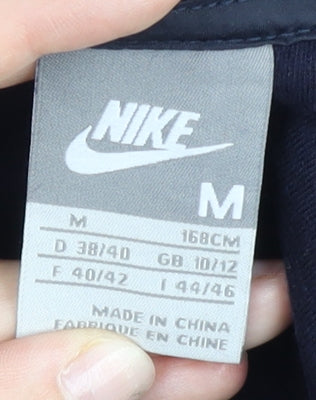 NIKE
M
M 168CM
D 38/40 GB 10/12
F 40/42 I 44/46
MADE IN CHINA
FABRIQUE EN CHINE